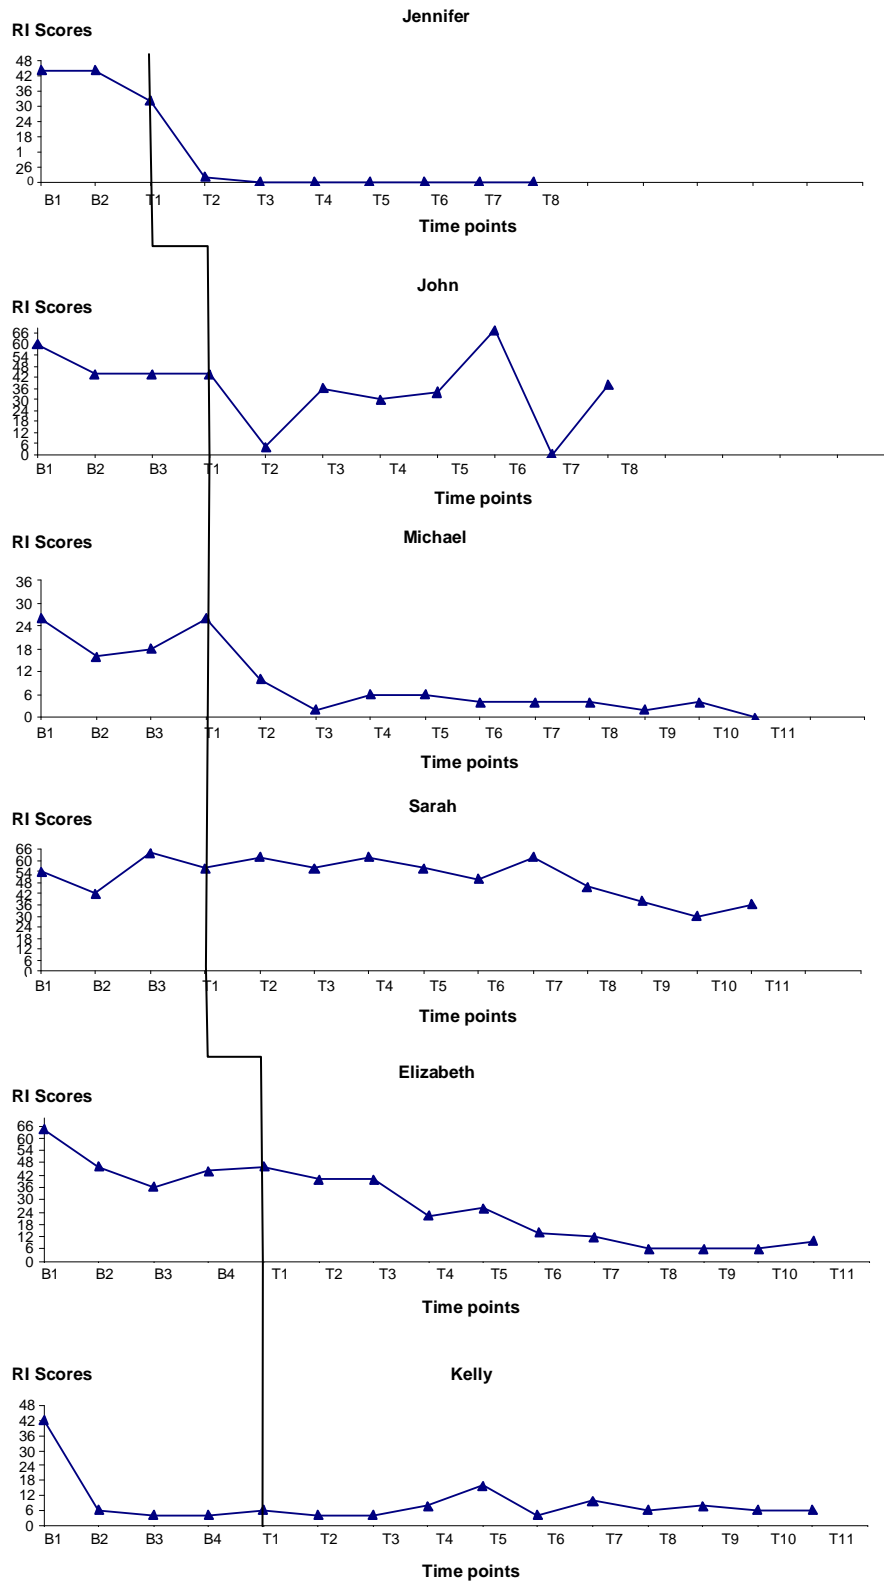 Jennifer
RI Scores
48
42
36
30
24
18
1
26
0
B1 B2 T1 T2 T3 T4 T5 T6 T7 T8
Time points
John
RI Scores
66
60
54
48
42
36
30
24
18
12
6
0
B1 B2 B3 T1 T2 T3 T4 T5 T6 T7 T8
Time points
Michael
RI Scores
36
30
24
18
12
6
0
B1 B2 B3 T1 T2 T3 T4 T5 T6 T7 T8 T9 T10 T11
Time points
Sarah
RI Scores
66
60
54
48
42
36
30
24
18
12
6
0
B1 B2 B3 T1 T2 T3 T4 T5 T6 T7 T8 T9 T10 T11
Time points
Elizabeth
RI Scores
66
60
54
48
42
36
30
24
18
12
6
0
B1 B2 B3 B4 T1 T2 T3 T4 T5 T6 T7 T8 T9 T10 T11
Time points
RI Scores
Kelly
48
42
36
30
24
18
12
6
0
B1 B2 B3 B4 T1 T2 T3 T4 T5 T6 T7 T8 T9 T10 T11
Time points